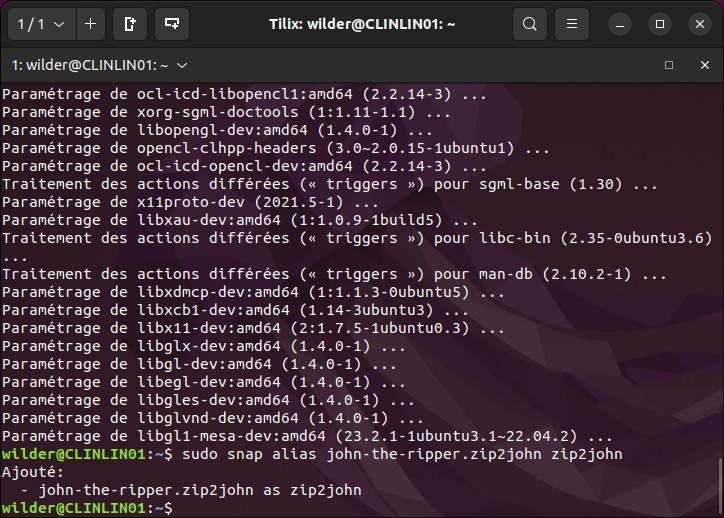 1 / 1
Tilix: wilder@CLINLIN01: ~
1: wilder@CLINLIN01: ~
Paramétrage de ocl-icd-libopencl1:amd64 (2.2.14-3) ...
Paramétrage de xorg-sgml-doctools (1:1.11-1.1) ...
Paramétrage de libopengl-dev:amd64 (1.4.0-1) ...
Paramétrage de opencl-clhpp-headers (3.0~2.0.15-1ubuntu1) ...
Paramétrage de ocl-icd-opencl-dev:amd64 (2.2.14-3) ...
Traitement des actions différées (« triggers ») pour sgml-base (1.30) ...
Paramétrage de x11proto-dev (2021.5-1) ...
Paramétrage de libxau-dev:amd64 (1:1.0.9-1build5) ...
Traitement des actions différées (« triggers ») pour libc-bin (2.35-0ubuntu3.6)
...
Traitement des actions différées (« triggers ») pour man-db (2.10.2-1) ...
Paramétrage de libxdmcp-dev:amd64 (1:1.1.3-0ubuntu5) ...
Paramétrage de libxcb1-dev:amd64 (1.14-3ubuntu3) ...
Paramétrage de libx11-dev:amd64 (2:1.7.5-1ubuntu0.3) ...
Paramétrage de libglx-dev:amd64 (1.4.0-1) ...
Paramétrage de libgl-dev:amd64 (1.4.0-1) ...
Paramétrage de libegl-dev:amd64 (1.4.0-1) ...
Paramétrage de libgles-dev:amd64 (1.4.0-1) ...
Paramétrage de libglvnd-dev:amd64 (1.4.0-1) ...
Paramétrage de libgl1-mesa-dev:amd64 (23.2.1-1ubuntu3.1~22.04.2) ...
wilder@CLINLIN01:~$ sudo snap alias john-the-ripper.zip2john zip2john
Ajouté:
  - john-the-ripper.zip2john as zip2john
wilder@CLINLIN01:~$